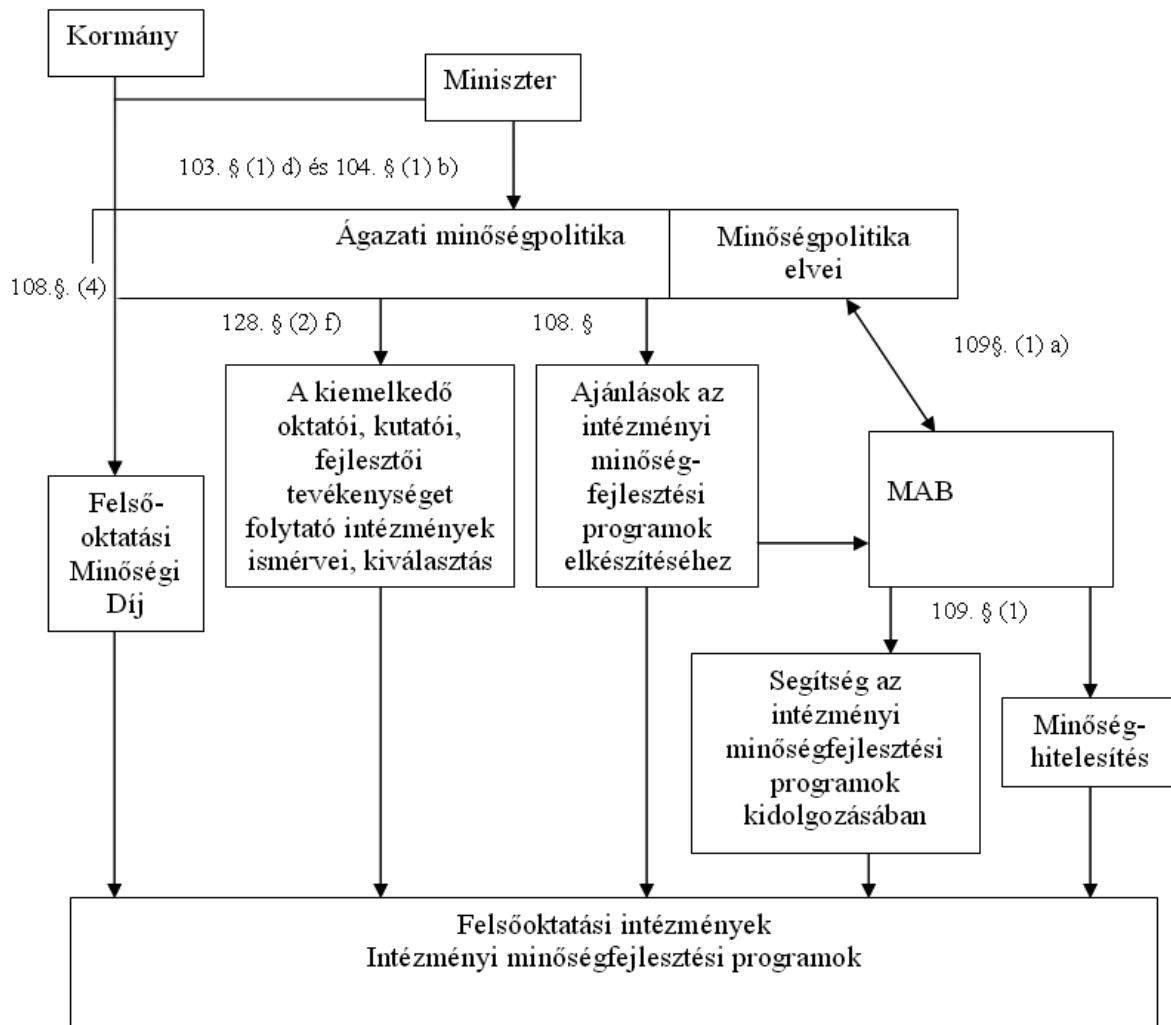 Kormány
Miniszter
103. § (1) d) és 104. § (1) b)
Ágazati minőségpolitika
Minőségpolitika
elvei
108.§. (4)
128. § (2) f)
108. §
109§. (1) a)
A kiemelkedő
oktatói, kutatói,
fejlesztői
tevékenységet
folytató intézmények
ismérvei, kiválasztás
Ajánlások az
intézményi
minőség-
fejlesztési
programok
elkészítéséhez
MAB
Felső-
oktatási
Minőségi
Díj
109. § (1)
Segítség az
intézményi
minőségfejlesztési
programok
kidolgozásában
Minőség-
hitelesítés
Felsőoktatási intézmények
Intézményi minőségfejlesztési programok